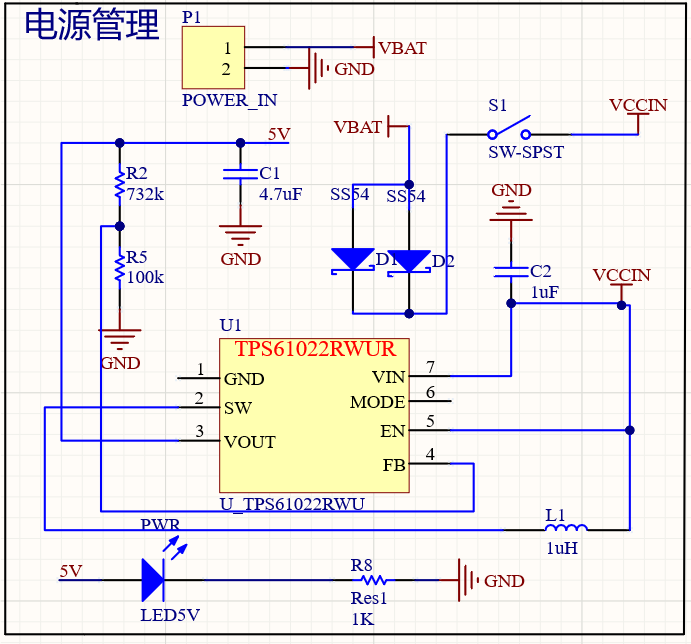 电源管理
P1
1
2
POWER_IN
VBAT
GND
5V
R2
732k
C1
4.7uF
GND
R5
100k
GND
VBAT
SS54
SS54
D1
D2
S1
SW-SPST
VCCIN
GND
C2
1uF
VCCIN
U1
TPS61022RWUR
1
GND
2
SW
3
VOUT
VIN
7
MODE
6
EN
5
FB
4
U_TPS61022RWU
L1
1uH
PWR
5V
LED5V
R8
Res1
1K
GND